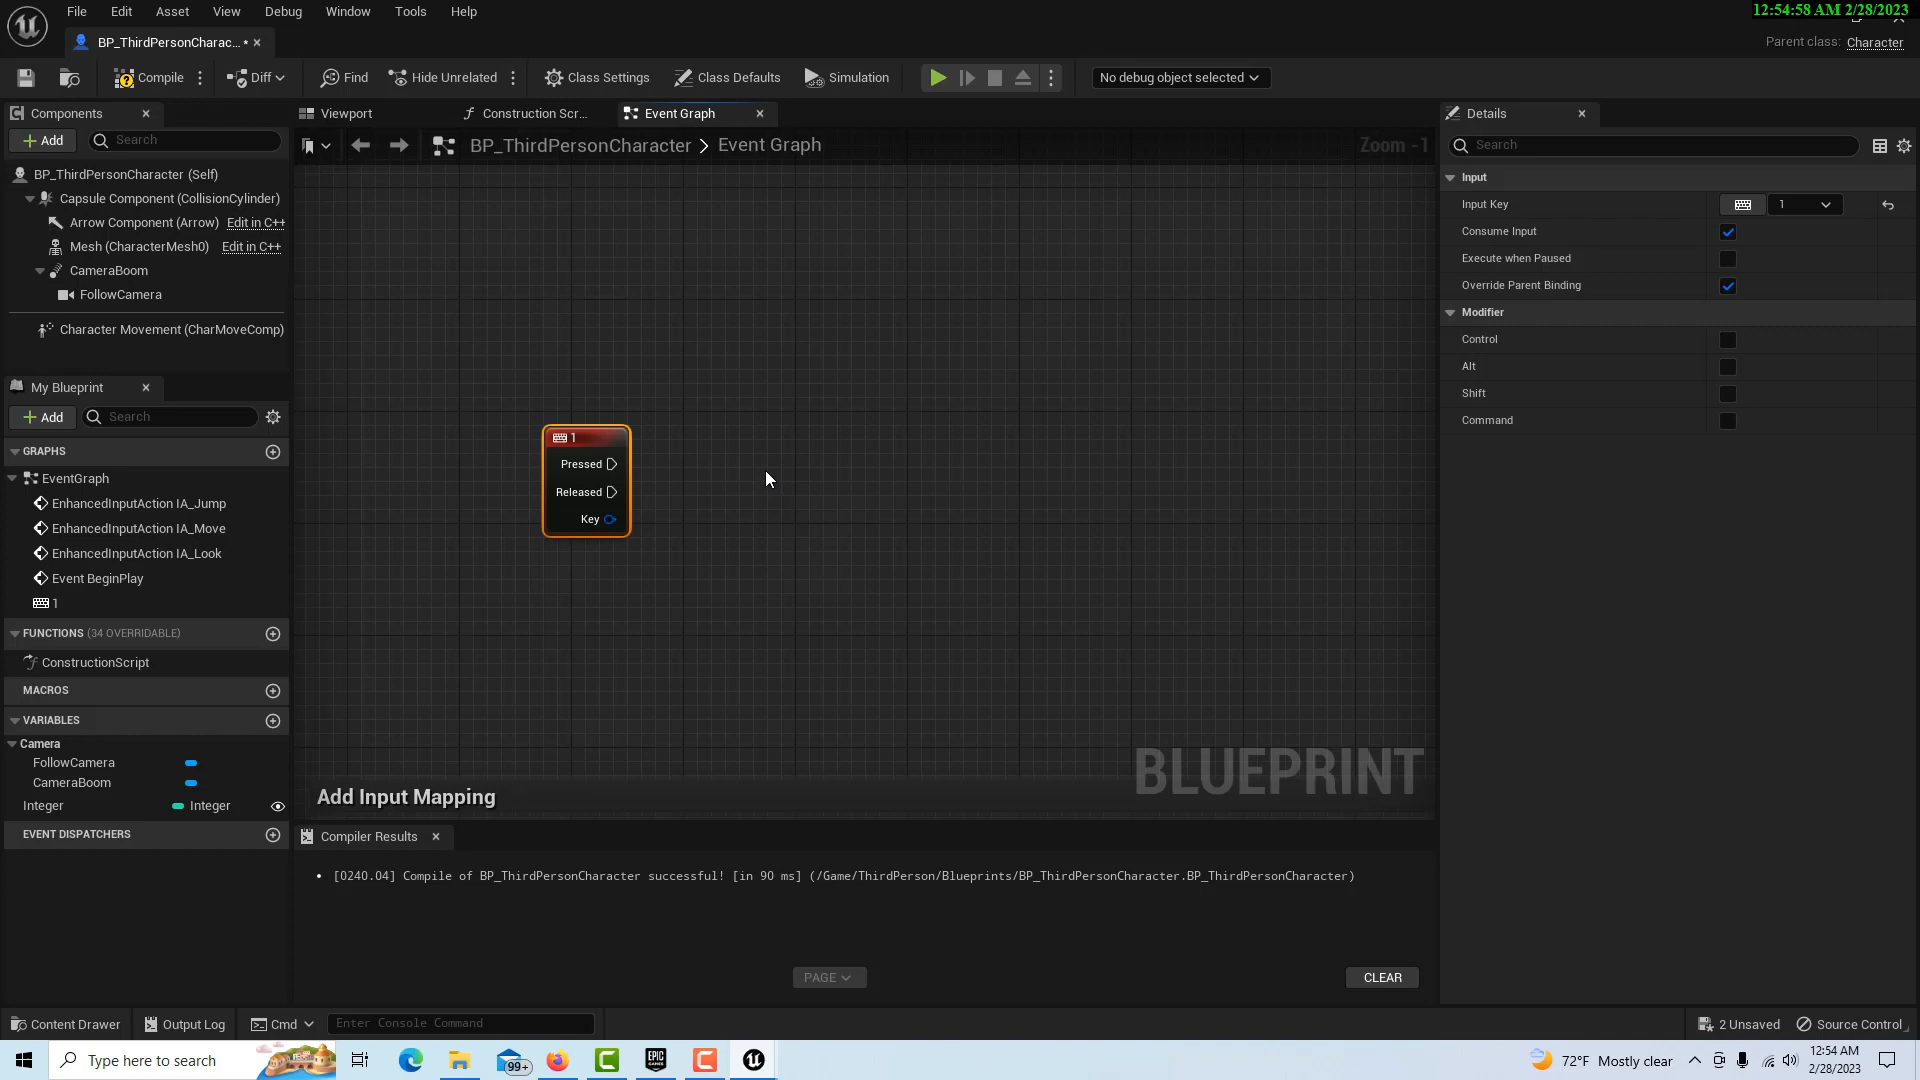 File Edit Asset View Debug Window Tools Help
12:54:58 AM 2/28/2023
BP_ThirdPersonCharac... •
Parent class: Character
Compile Diff Find Hide Unrelated Class Settings Class Defaults Simulation No debug object selected
Components
Viewport Construction Scr... Event Graph
Details
Add Search
BP_ThirdPersonCharacter > Event Graph
Zoom -1
Search
BP_ThirdPersonCharacter (Self)
Capsule Component (CollisionCylinder)
Arrow Component (Arrow) Edit in C++
Mesh (CharacterMesh0) Edit in C++
CameraBoom
FollowCamera
Character Movement (CharMoveComp)
Input
Input Key 1
Consume Input
Execute when Paused
Override Parent Binding
Modifier
Control
Alt
Shift
Command
My Blueprint
Add Search
GRAPHS
EventGraph
EnhancedInputAction IA_Jump
EnhancedInputAction IA_Move
EnhancedInputAction IA_Look
Event BeginPlay
1
FUNCTIONS (34 OVERRIDABLE)
ConstructionScript
MACROS
VARIABLES
Camera
FollowCamera
CameraBoom
Integer Integer
EVENT DISPATCHERS
1
Pressed
Released
Key
BLUEPRINT
Add Input Mapping
Compiler Results
• [0240.04] Compile of BP_ThirdPersonCharacter successful! [in 90 ms] (/Game/ThirdPerson/Blueprints/BP_ThirdPersonCharacter.BP_ThirdPersonCharacter)
PAGE
CLEAR
Content Drawer Output Log Cmd Enter Console Command
2 Unsaved Source Control
Type here to search
99+
EPIC GAMES
72°F Mostly clear
12:54 AM
2/28/2023